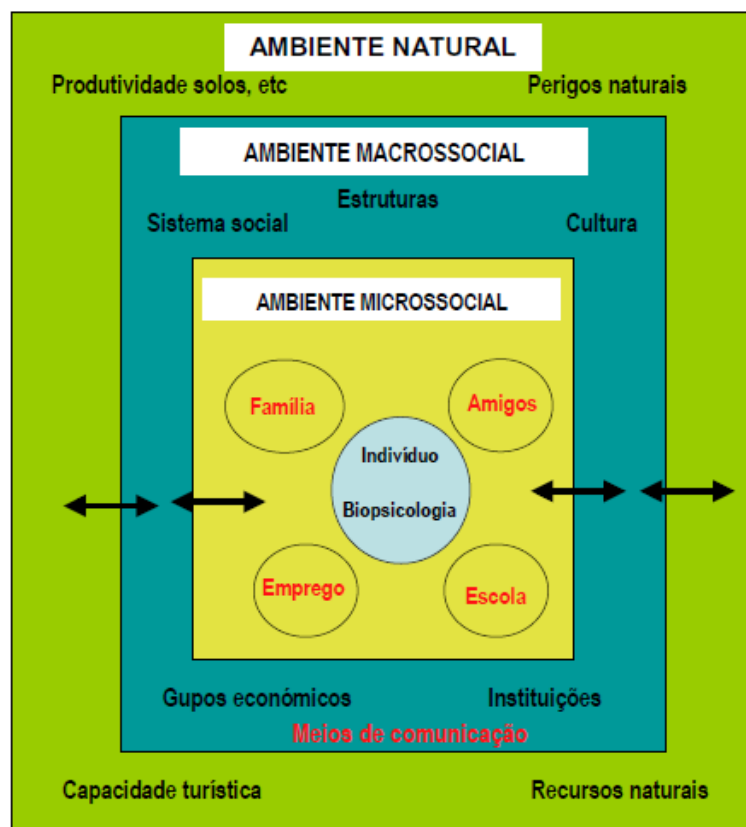 AMBIENTE NATURAL
Produtividade solos, etc
Perigos naturais
AMBIENTE MACROSSOCIAL
Estruturas
Sistema social
Cultura
AMBIENTE MICROSSOCIAL
Família
Amigos
Indivíduo
Biopsicologia
Emprego
Escola
Gupos económicos
Instituições
Meios de comunicação
Capacidade turística
Recursos naturais